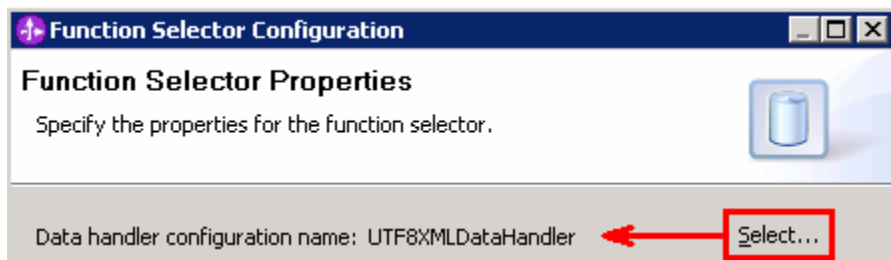 Function Selector Configuration
Function Selector Properties
Specify the properties for the function selector.
Data handler configuration name: UTF8XMLDataHandler Select...